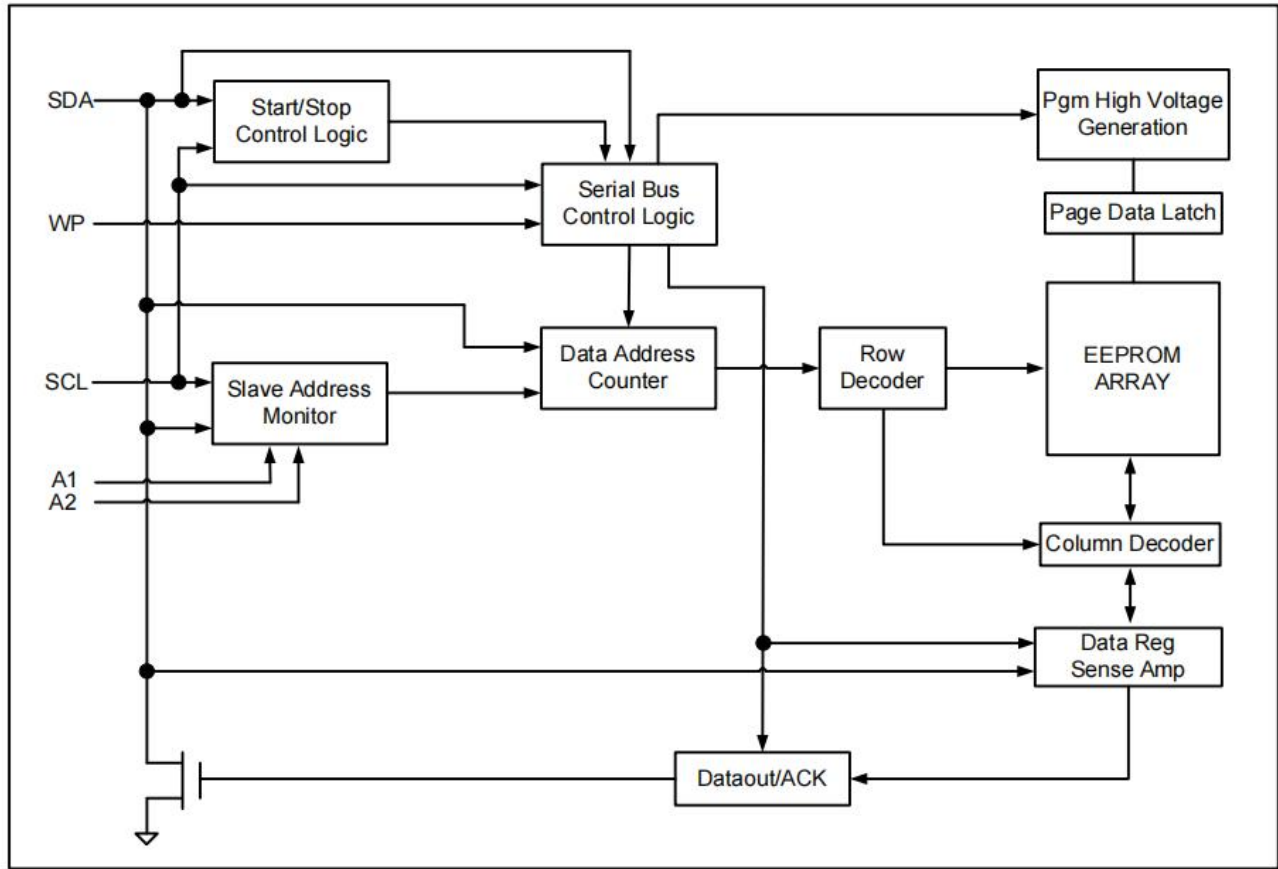 SDA
Start/Stop
Control Logic
Pgm High Voltage
Generation
WP
Serial Bus
Control Logic
Page Data Latch
SCL
Slave Address
Monitor
Data Address
Counter
Row
Decoder
EEPROM
ARRAY
A1
A2
Column Decoder
Data Reg
Sense Amp
Dataout/ACK